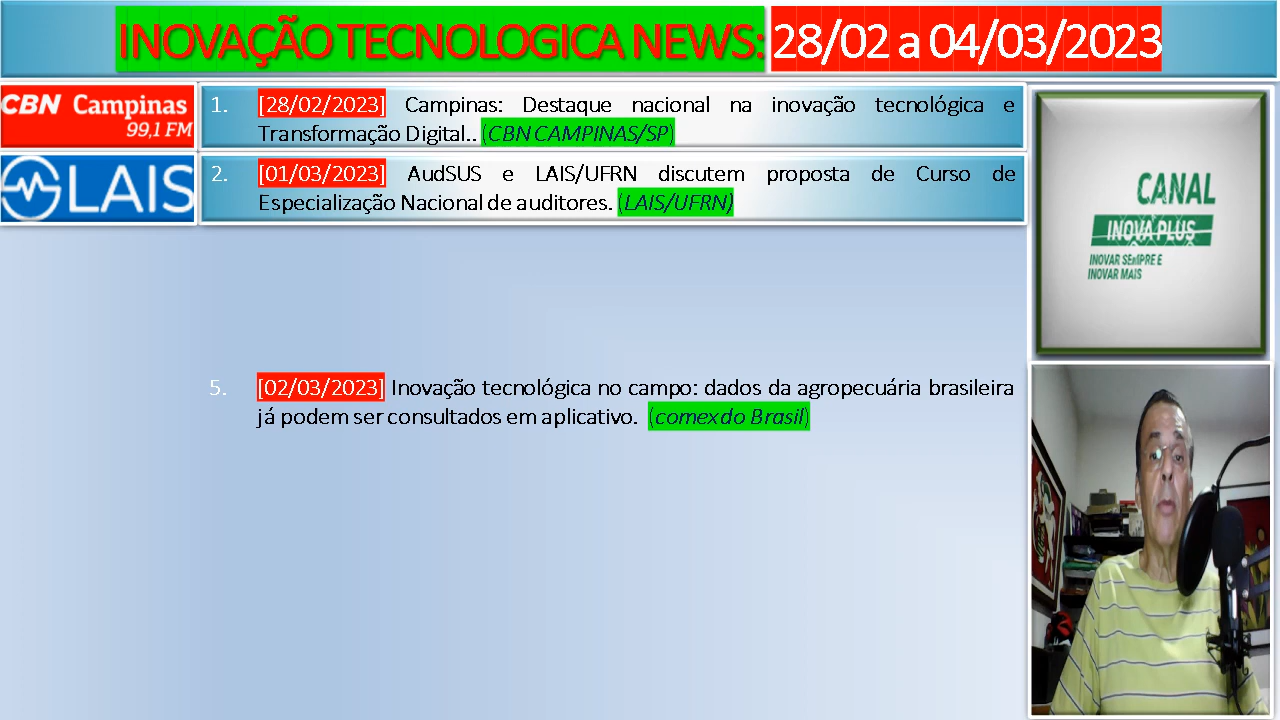 INOVAÇÃO TECNOLOGICA NEWS: 28/02 a 04/03/2023
CBN Campinas
99,1 FM
1. [28/02/2023] Campinas: Destaque nacional na inovação tecnológica e
Transformação Digital.. (CBN CAMPINAS/SP)
LAIS
2. [01/03/2023] AudSUS e LAIS/UFRN discutem proposta de Curso de
Especialização Nacional de auditores. (LAIS/UFRN)
CANAL
INOVA PLUS
INOVAR SEMPRE E
INOVAR MAIS
5. [02/03/2023] Inovação tecnológica no campo: dados da agropecuária brasileira
já podem ser consultados em aplicativo. (comex do Brasil)